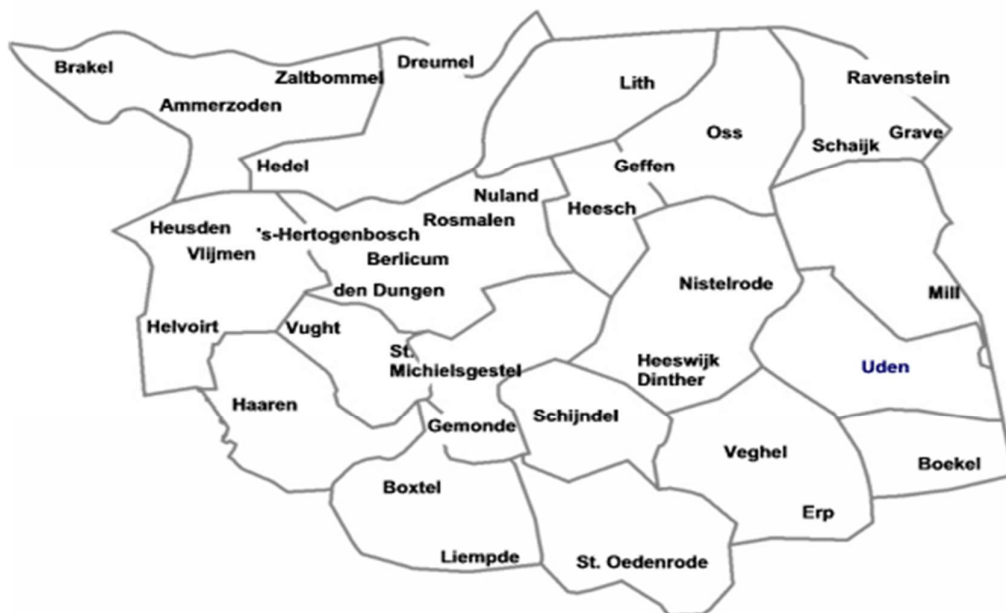 Brakel
Dreumel
Zaltbommel
Ammerzoden
Lith
Ravenstein
Oss
Grave
Schaijk
Hedel
Geffen
Nuland
Heesch
Rosmalen
Heusden
's-Hertogenbosch
Vlijmen
Berlicum
den Dungen
Nistelrode
Mill
Helvoirt
Vught
St.
Michielsgestel
Heeswijk
Dinther
Uden
Haaren
Schijndel
Gemonde
Veghel
Boekel
Boxtel
Erp
Liempde
St. Oedenrode